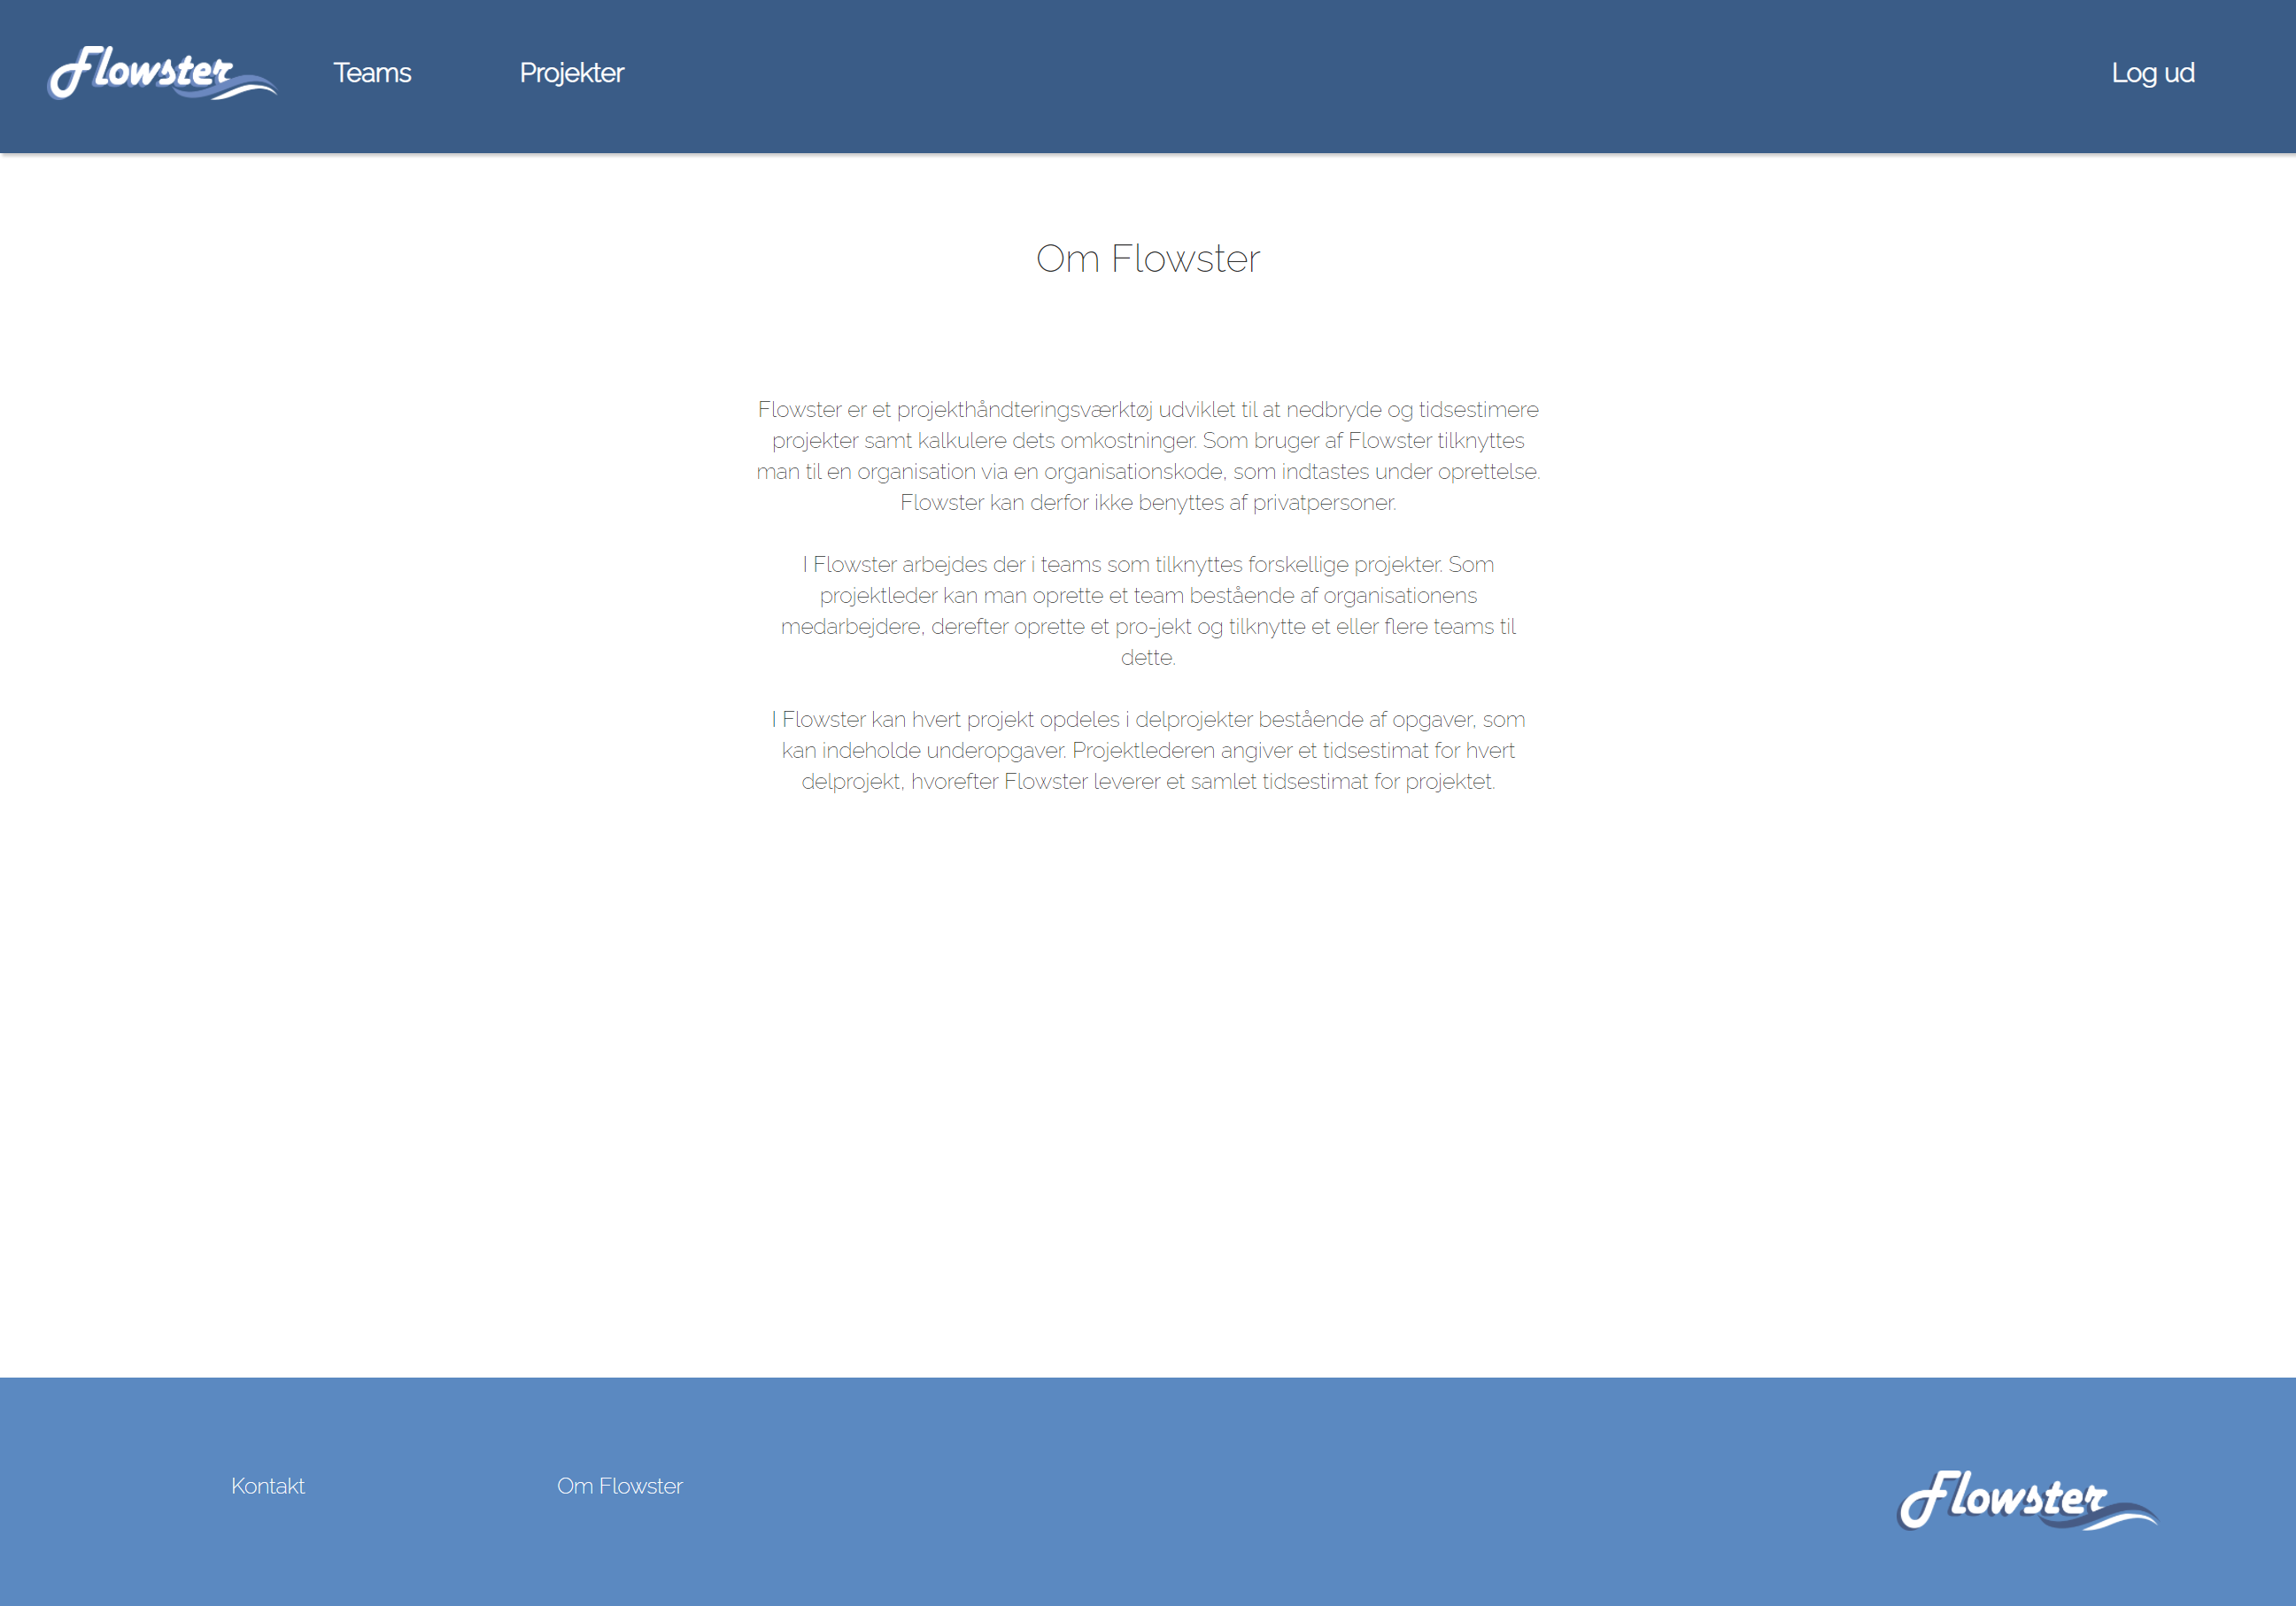 Flowster Teams Projekter Log ud
Om Flowster
Flowster er et projekthåndteringsværktøj udviklet til at nedbryde og tidsestimere
projekter samt kalkulere dets omkostninger. Som bruger af Flowster tilknyttes
man til en organisation via en organisationskode, som indtastes under oprettelse.
Flowster kan derfor ikke benyttes af privatpersoner.
I Flowster arbejdes der i teams som tilknyttes forskellige projekter. Som
projektleder kan man oprette et team bestående af organisationens
medarbejdere, derefter oprette et pro-jekt og tilknytte et eller flere teams til
dette.
I Flowster kan hvert projekt opdeles i delprojekter bestående af opgaver, som
kan indeholde underopgaver. Projektlederen angiver et tidsestimat for hvert
delprojekt, hvorefter Flowster leverer et samlet tidsestimat for projektet.
Kontakt Om Flowster Flowster